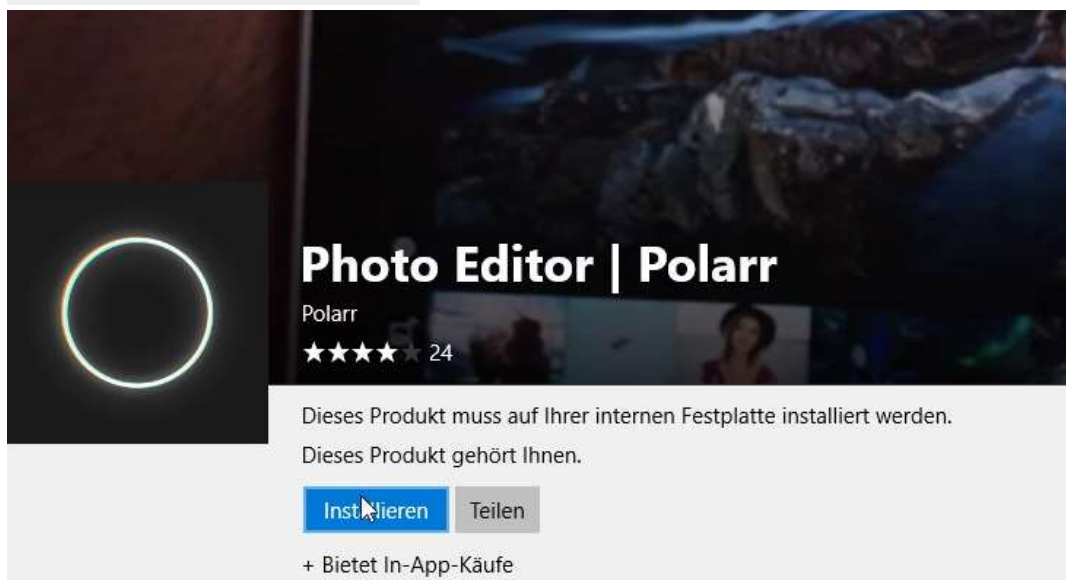 Photo Editor | Polarr
Polarr
24
Dieses Produkt muss auf Ihrer internen Festplatte installiert werden.
Dieses Produkt gehört Ihnen.
Installieren Teilen
+ Bietet In-App-Käufe